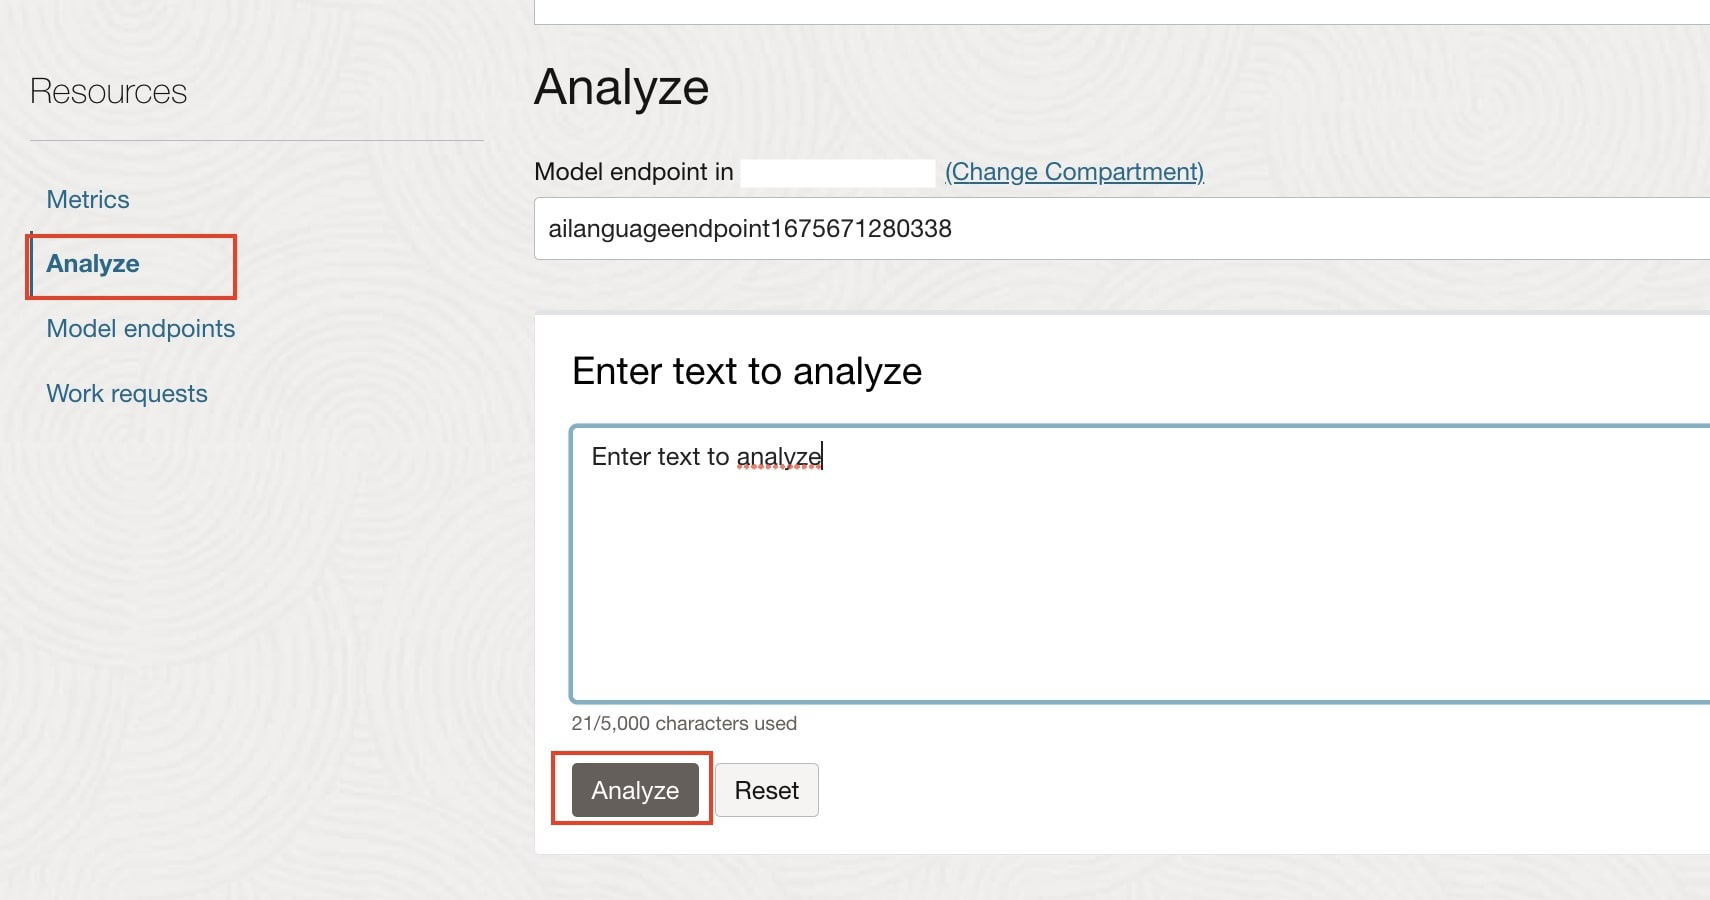 Resources
Metrics
Analyze
Model endpoints
Work requests
Analyze
Model endpoint in (Change Compartment)
ailanguageendpoint1675671280338
Enter text to analyze
Enter text to analyze
21/5,000 characters used
Analyze Reset